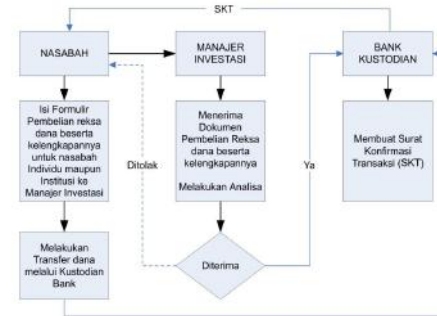 SKT
NASABAH
MANAJER
INVESTASI
BANK
KUSTODIAN
Isi Formulir
Pembelian reksa
dana beserta
kelengkapannya
untuk nasabah
Individu maupun
Institusi ke
Manajer Investasi
Ditolak
Menerima
Dokumen
Pembelian Reksa
dana beserta
kelengkapannya
Melakukan Analisa
Ya
Membuat Surat
Konfirmasi
Transaksi (SKT)
Melakukan
Transfer dana
melalui Kustodian
Bank
Diterima